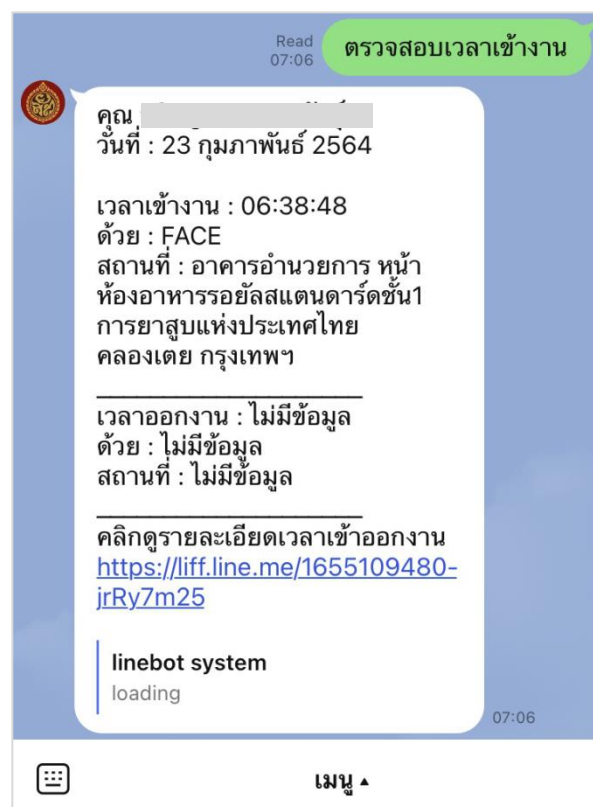 Read
07:06
ตรวจสอบเวลาเข้างาน
คุณ
วันที่ : 23 กุมภาพันธ์ 2564
เวลาเข้างาน : 06:38:48
ด้วย : FACE
สถานที่ : อาคารอำนวยการ หน้า
ห้องอาหารรอยัลสแตนดาร์ดชั้น1
การยาสูบแห่งประเทศไทย
คลองเตย กรุงเทพฯ
เวลาออกงาน : ไม่มีข้อมูล
ด้วย : ไม่มีข้อมูล
สถานที่ : ไม่มีข้อมูล
คลิกดูรายละเอียดเวลาเข้าออกงาน
https://liff.line.me/1655109480-
jrRy7m25
linebot system
loading
07:06
เมนู ▴